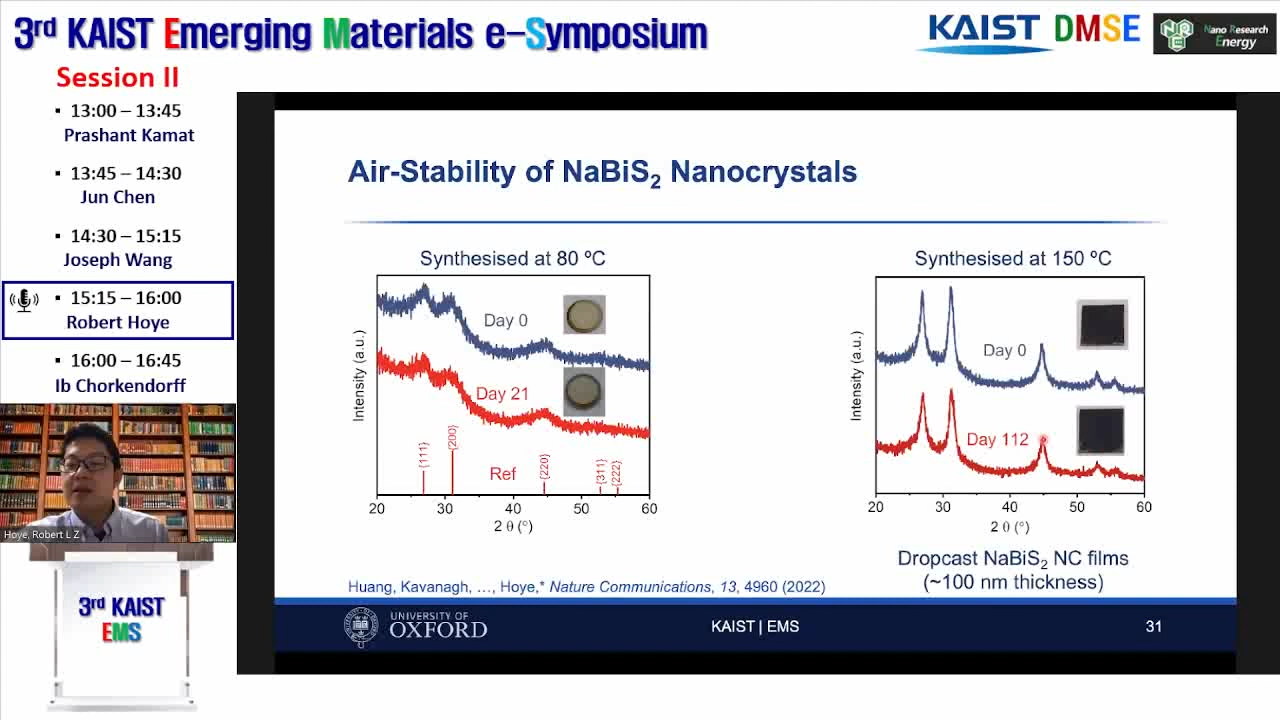 3rd KAIST Emerging Materials e-Symposium
KAIST DMSE
NRE
Nano Research
Energy
Session II
▪ 13:00 – 13:45
Prashant Kamat
▪ 13:45 – 14:30
Jun Chen
▪ 14:30 – 15:15
Joseph Wang
▪ 15:15 – 16:00
Robert Hoye
▪ 16:00 – 16:45
Ib Chorkendorff
Hoye, Robert L Z
3rd KAIST
EMS
Air-Stability of NaBiS2 Nanocrystals
Synthesised at 80 ºC
Intensity (a.u.)
Day 0
Day 21
Ref
{111}
{200}
{220}
{311}
{222}
20 30 40 50 60
2 θ (°)
Synthesised at 150 ºC
Intensity (a.u.)
Day 0
Day 112
20 30 40 50 60
2 θ (°)
Dropcast NaBiS2 NC films
(~100 nm thickness)
Huang, Kavanagh, …, Hoye,* Nature Communications, 13, 4960 (2022)
UNIVERSITY OF
OXFORD
KAIST | EMS
31